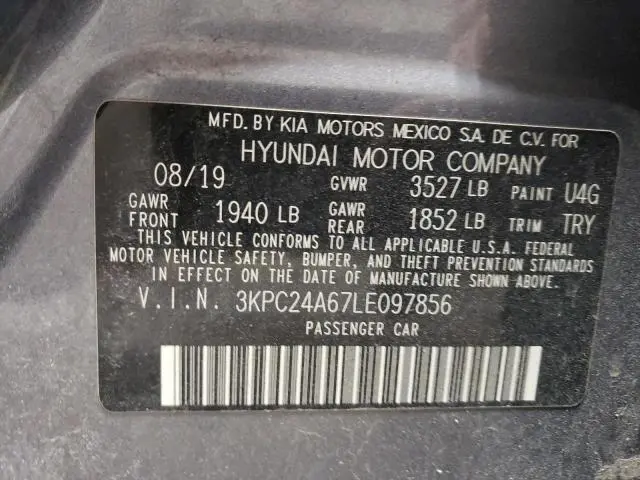 MFD. BY KIA MOTORS MEXICO S.A. DE C.V. FOR
HYUNDAI MOTOR COMPANY
08/19 GVWR 3527 LB PAINT U4G
GAWR FRONT 1940 LB GAWR REAR 1852 LB TRIM TRY
THIS VEHICLE CONFORMS TO ALL APPLICABLE U.S.A. FEDERAL
MOTOR VEHICLE SAFETY, BUMPER, AND THEFT PREVENTION STANDARDS
IN EFFECT ON THE DATE OF MANUFACTURE SHOWN ABOVE.
V.I.N. 3KPC24A67LE097856
PASSENGER CAR